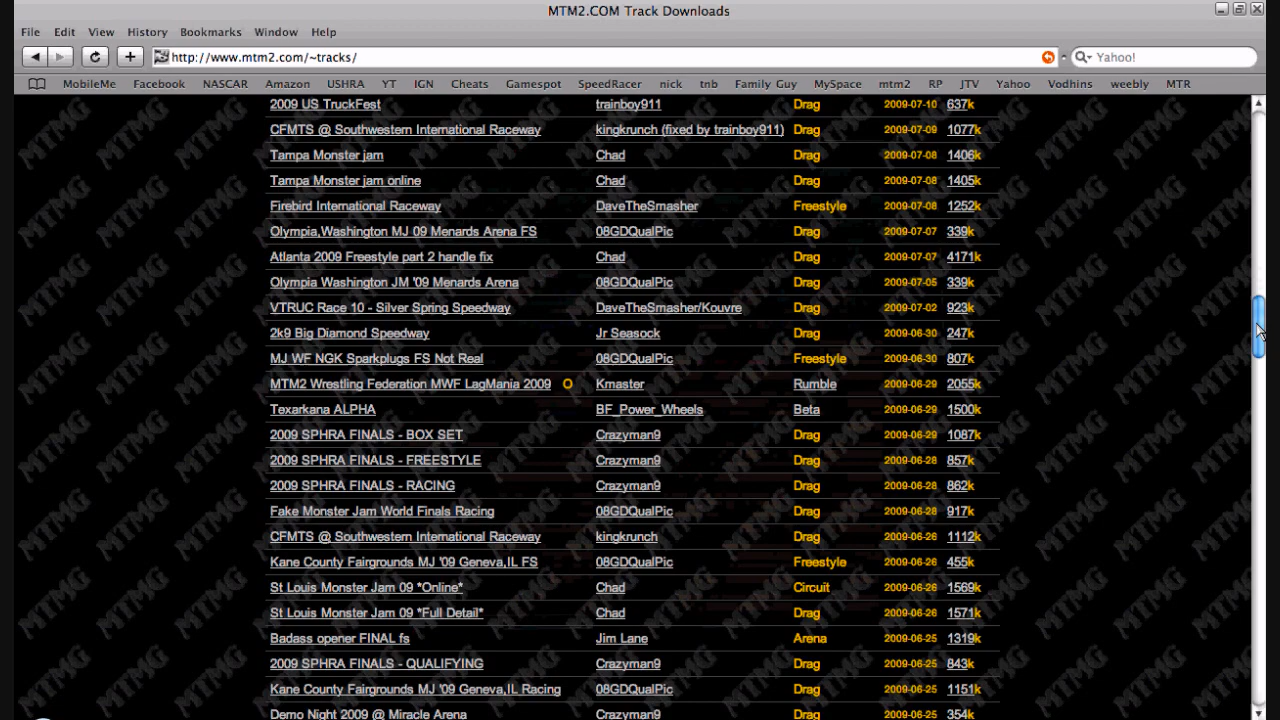 MTM2.COM Track Downloads
File Edit View History Bookmarks Window Help
http://www.mtm2.com/~tracks/ Yahoo!
MobileMe Facebook NASCAR Amazon USHRA YT IGN Cheats Gamespot SpeedRacer nick tnb Family Guy MySpace mtm2 RP JTV Yahoo Vodhins weebly MTR
2009 US TruckFest trainboy911 Drag 2009-07-10 637k
CFMTS @ Southwestern International Raceway kingkrunch (fixed by trainboy911) Drag 2009-07-09 1077k
Tampa Monster jam Chad Drag 2009-07-08 1406k
Tampa Monster jam online Chad Drag 2009-07-08 1405k
Firebird International Raceway DaveTheSmasher Freestyle 2009-07-08 1252k
Olympia,Washington MJ 09 Menards Arena FS 08GDQualPic Drag 2009-07-07 339k
Atlanta 2009 Freestyle part 2 handle fix Chad Drag 2009-07-07 4171k
Olympia Washington JM '09 Menards Arena 08GDQualPic Drag 2009-07-05 339k
VTRUC Race 10 - Silver Spring Speedway DaveTheSmasher/Kouvre Drag 2009-07-02 923k
2k9 Big Diamond Speedway Jr Seasock Drag 2009-06-30 247k
MJ WF NGK Sparkplugs FS Not Real 08GDQualPic Freestyle 2009-06-30 807k
MTM2 Wrestling Federation MWF LagMania 2009 O Kmaster Rumble 2009-06-29 2055k
Texarkana ALPHA BF_Power_Wheels Beta 2009-06-29 1500k
2009 SPHRA FINALS - BOX SET Crazyman9 Drag 2009-06-29 1087k
2009 SPHRA FINALS - FREESTYLE Crazyman9 Drag 2009-06-28 857k
2009 SPHRA FINALS - RACING Crazyman9 Drag 2009-06-28 862k
Fake Monster Jam World Finals Racing 08GDQualPic Drag 2009-06-28 917k
CFMTS @ Southwestern International Raceway kingkrunch Drag 2009-06-26 1112k
Kane County Fairgrounds MJ '09 Geneva,IL FS 08GDQualPic Freestyle 2009-06-26 455k
St Louis Monster Jam 09 *Online* Chad Circuit 2009-06-26 1569k
St Louis Monster Jam 09 *Full Detail* Chad Drag 2009-06-26 1571k
Badass opener FINAL fs Jim Lane Arena 2009-06-25 1319k
2009 SPHRA FINALS - QUALIFYING Crazyman9 Drag 2009-06-25 843k
Kane County Fairgrounds MJ '09 Geneva,IL Racing 08GDQualPic Drag 2009-06-25 1151k
Demo Night 2009 @ Miracle Arena Crazyman9 Drag 2009-06-25 354k